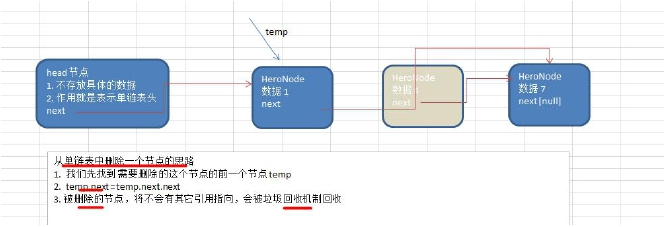 temp
head 节点
1. 不存放具体的数据
2. 作用就是表示单链表头
next
HeroNode
数据 1
next
HeroNode
数据
next
HeroNode
数据 7
next[null]
从单链表中删除一个节点的思路
1. 我们先找到 需要删除的这个节点的前一个节点 temp
2. temp.next=temp.next.next
3. 被删除的节点，将不会有其它引用指向，会被垃圾回收机制回收